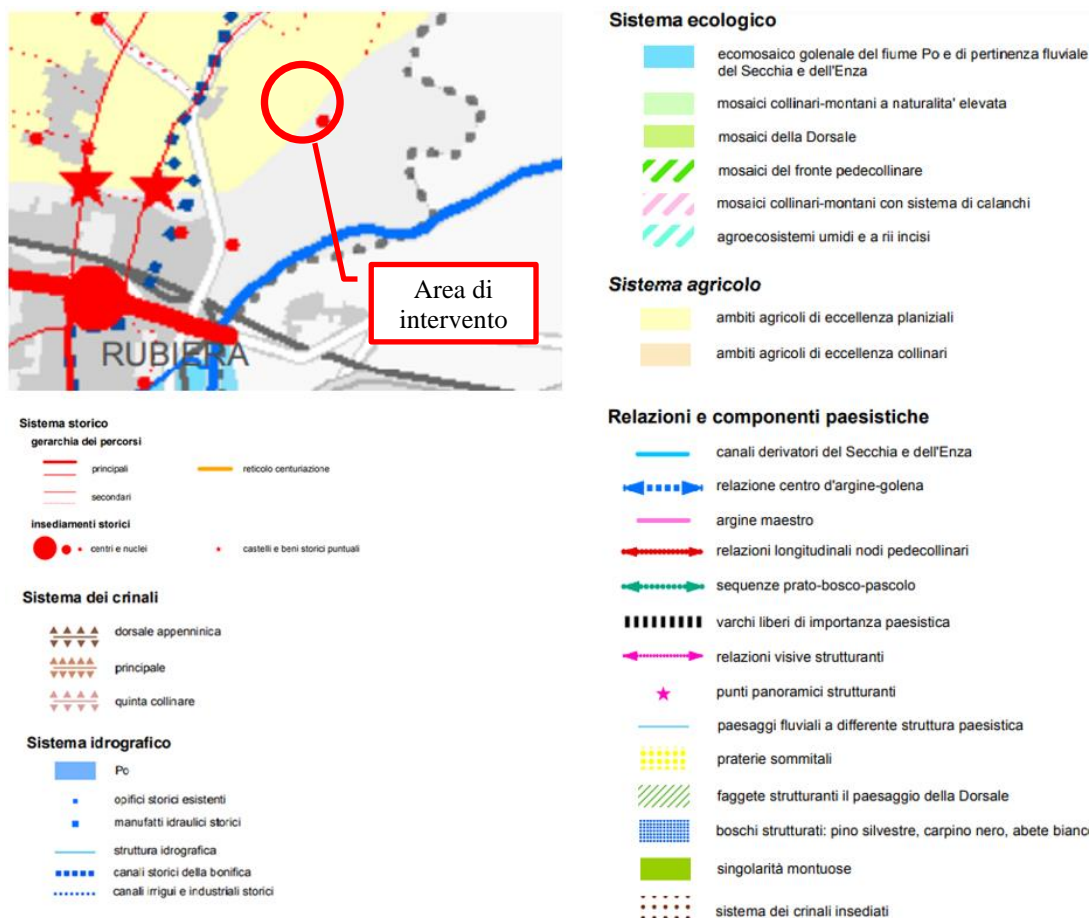 RUBIERA
Area di
intervento
Sistema storico
gerarchia dei percorsi
principali
reticolo centuriazione
secondari
insediamenti storici
centri e nuclei
castelli e beni storici puntuali
Sistema dei crinali
dorsale appenninica
principale
quinta collinare
Sistema idrografico
Po
opifici storici esistenti
manufatti idraulici storici
struttura idrografica
canali storici della bonifica
canali irrigui e industriali storici
Sistema ecologico
ecomosaico golenale del fiume Po e di pertinenza fluviale
del Secchia e dell'Enza
mosaici collinari-montani a naturalita' elevata
mosaici della Dorsale
mosaici del fronte pedecollinare
mosaici collinari-montani con sistema di calanchi
agroecosistemi umidi e a rii incisi
Sistema agricolo
ambiti agricoli di eccellenza planiziali
ambiti agricoli di eccellenza collinari
Relazioni e componenti paesistiche
canali derivatori del Secchia e dell'Enza
relazione centro d'argine-golena
argine maestro
relazioni longitudinali nodi pedecollinari
sequenze prato-bosco-pascolo
varchi liberi di importanza paesistica
relazioni visive strutturanti
punti panoramici strutturanti
paesaggi fluviali a differente struttura paesistica
praterie sommitali
faggete strutturanti il paesaggio della Dorsale
boschi strutturati: pino silvestre, carpino nero, abete bianc
singolarità montuose
sistema dei crinali insediati